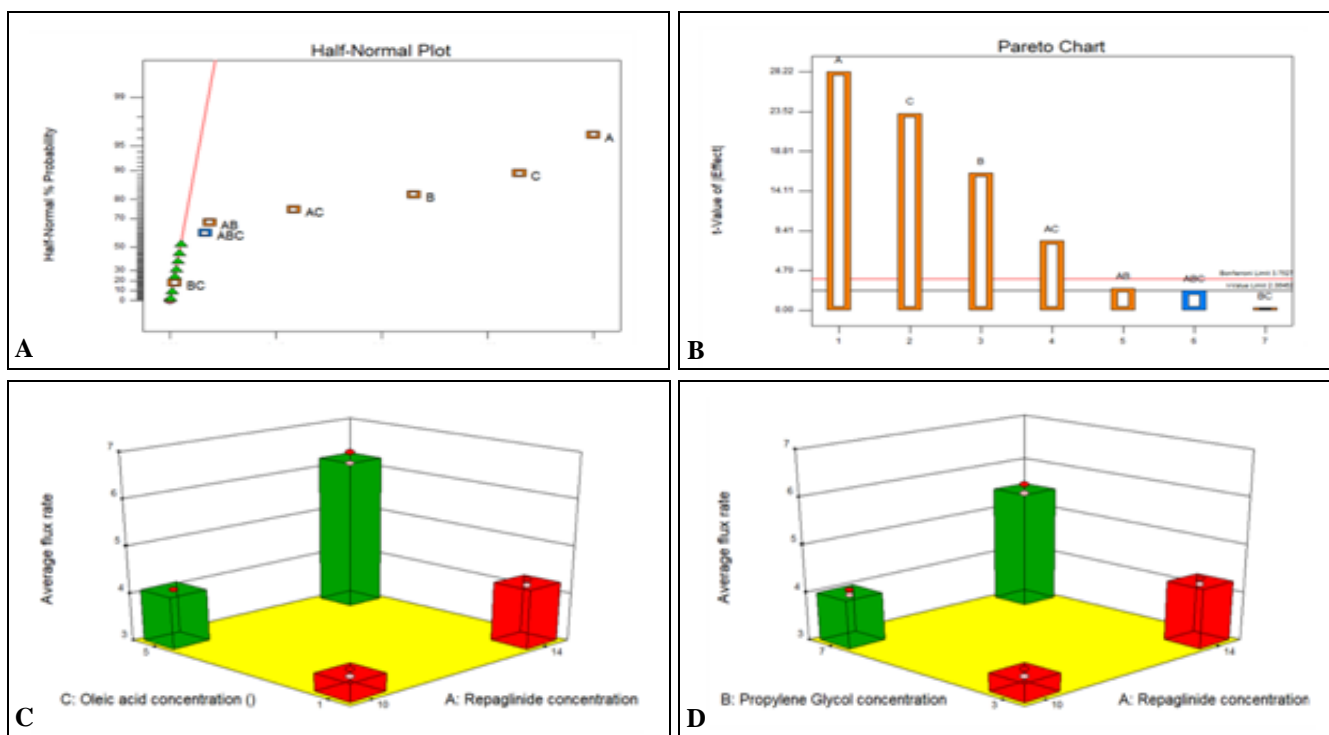 Half-Normal Plot
Half-Normal % Probability
99
95
90
80
70
50
30
20
10
0
A
C
B
AC
AB
ABC
BC
A
Pareto Chart
t-Value of |Effect|
28.22
23.52
18.81
14.11
9.41
4.70
0.00
A
C
B
AC
AB
ABC
BC
Bonferroni Limit
t-Value Limit
1 2 3 4 5 6 7
B
Average flux rate
7
6
5
4
3
5
1
10
14
C: Oleic acid concentration ()
A: Repaglinide concentration
C
Average flux rate
7
6
5
4
3
7
3
10
14
B: Propylene Glycol concentration
A: Repaglinide concentration
D